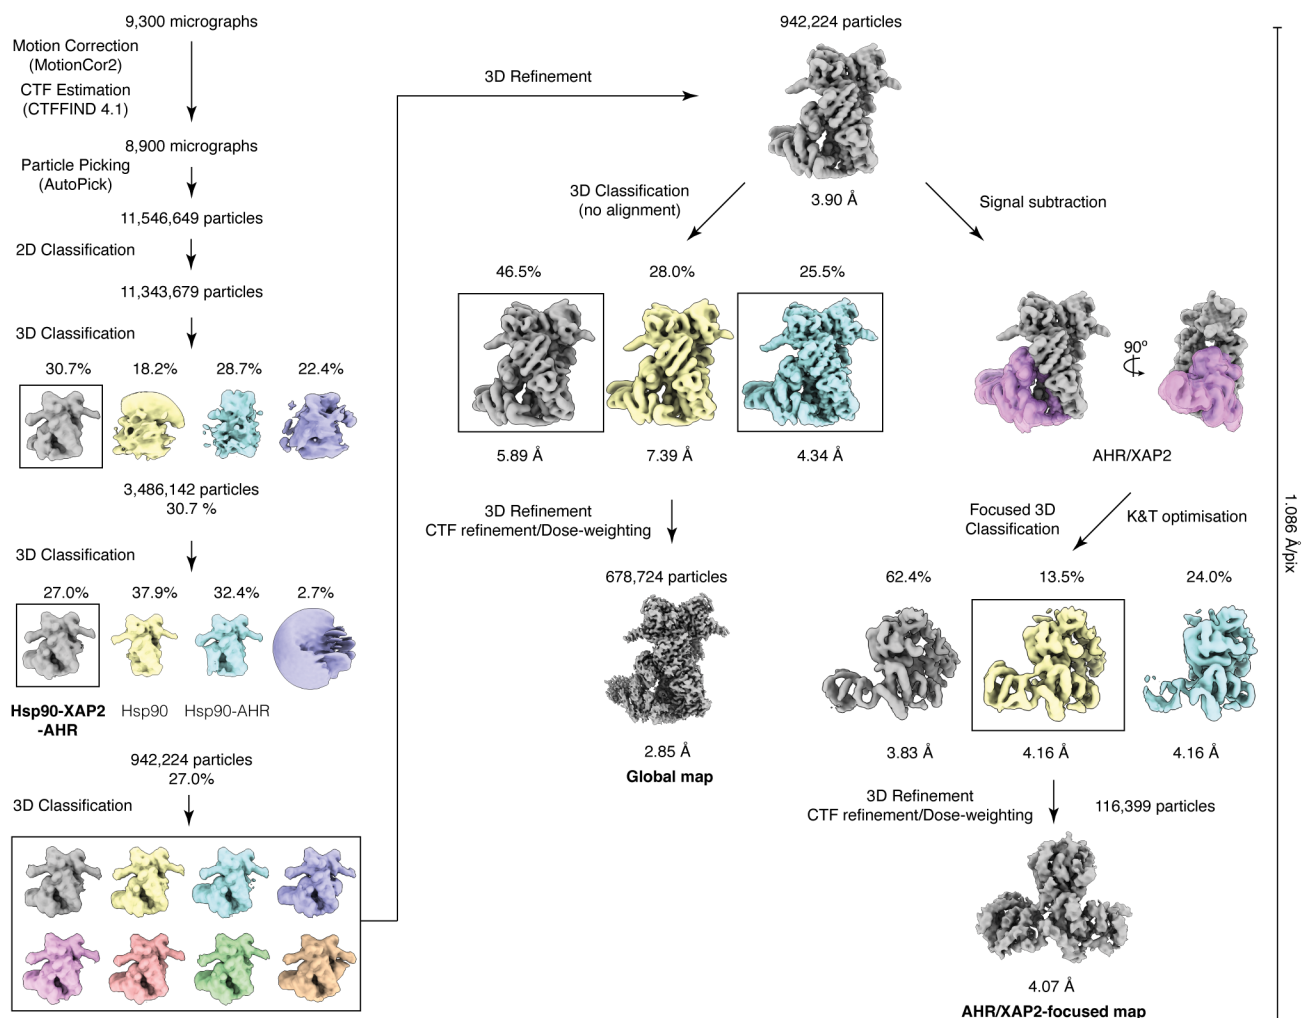 9,300 micrographs
Motion Correction
(MotionCor2)
CTF Estimation
(CTFFIND 4.1)
8,900 micrographs
Particle Picking
(AutoPick)
11,546,649 particles
2D Classification
11,343,679 particles
3D Classification
30.7% 18.2% 28.7% 22.4%
3,486,142 particles
30.7 %
3D Classification
27.0% 37.9% 32.4% 2.7%
Hsp90-XAP2
-AHR
Hsp90
Hsp90-AHR
942,224 particles
27.0%
3D Classification
3D Refinement
942,224 particles
3.90 Å
3D Classification
(no alignment)
Signal subtraction
46.5% 28.0% 25.5%
5.89 Å 7.39 Å 4.34 Å
3D Refinement
CTF refinement/Dose-weighting
678,724 particles
2.85 Å
Global map
90º
AHR/XAP2
Focused 3D
Classification
K&T optimisation
62.4% 13.5% 24.0%
3.83 Å 4.16 Å 4.16 Å
3D Refinement
CTF refinement/Dose-weighting
116,399 particles
4.07 Å
AHR/XAP2-focused map
1.086 Å/pix